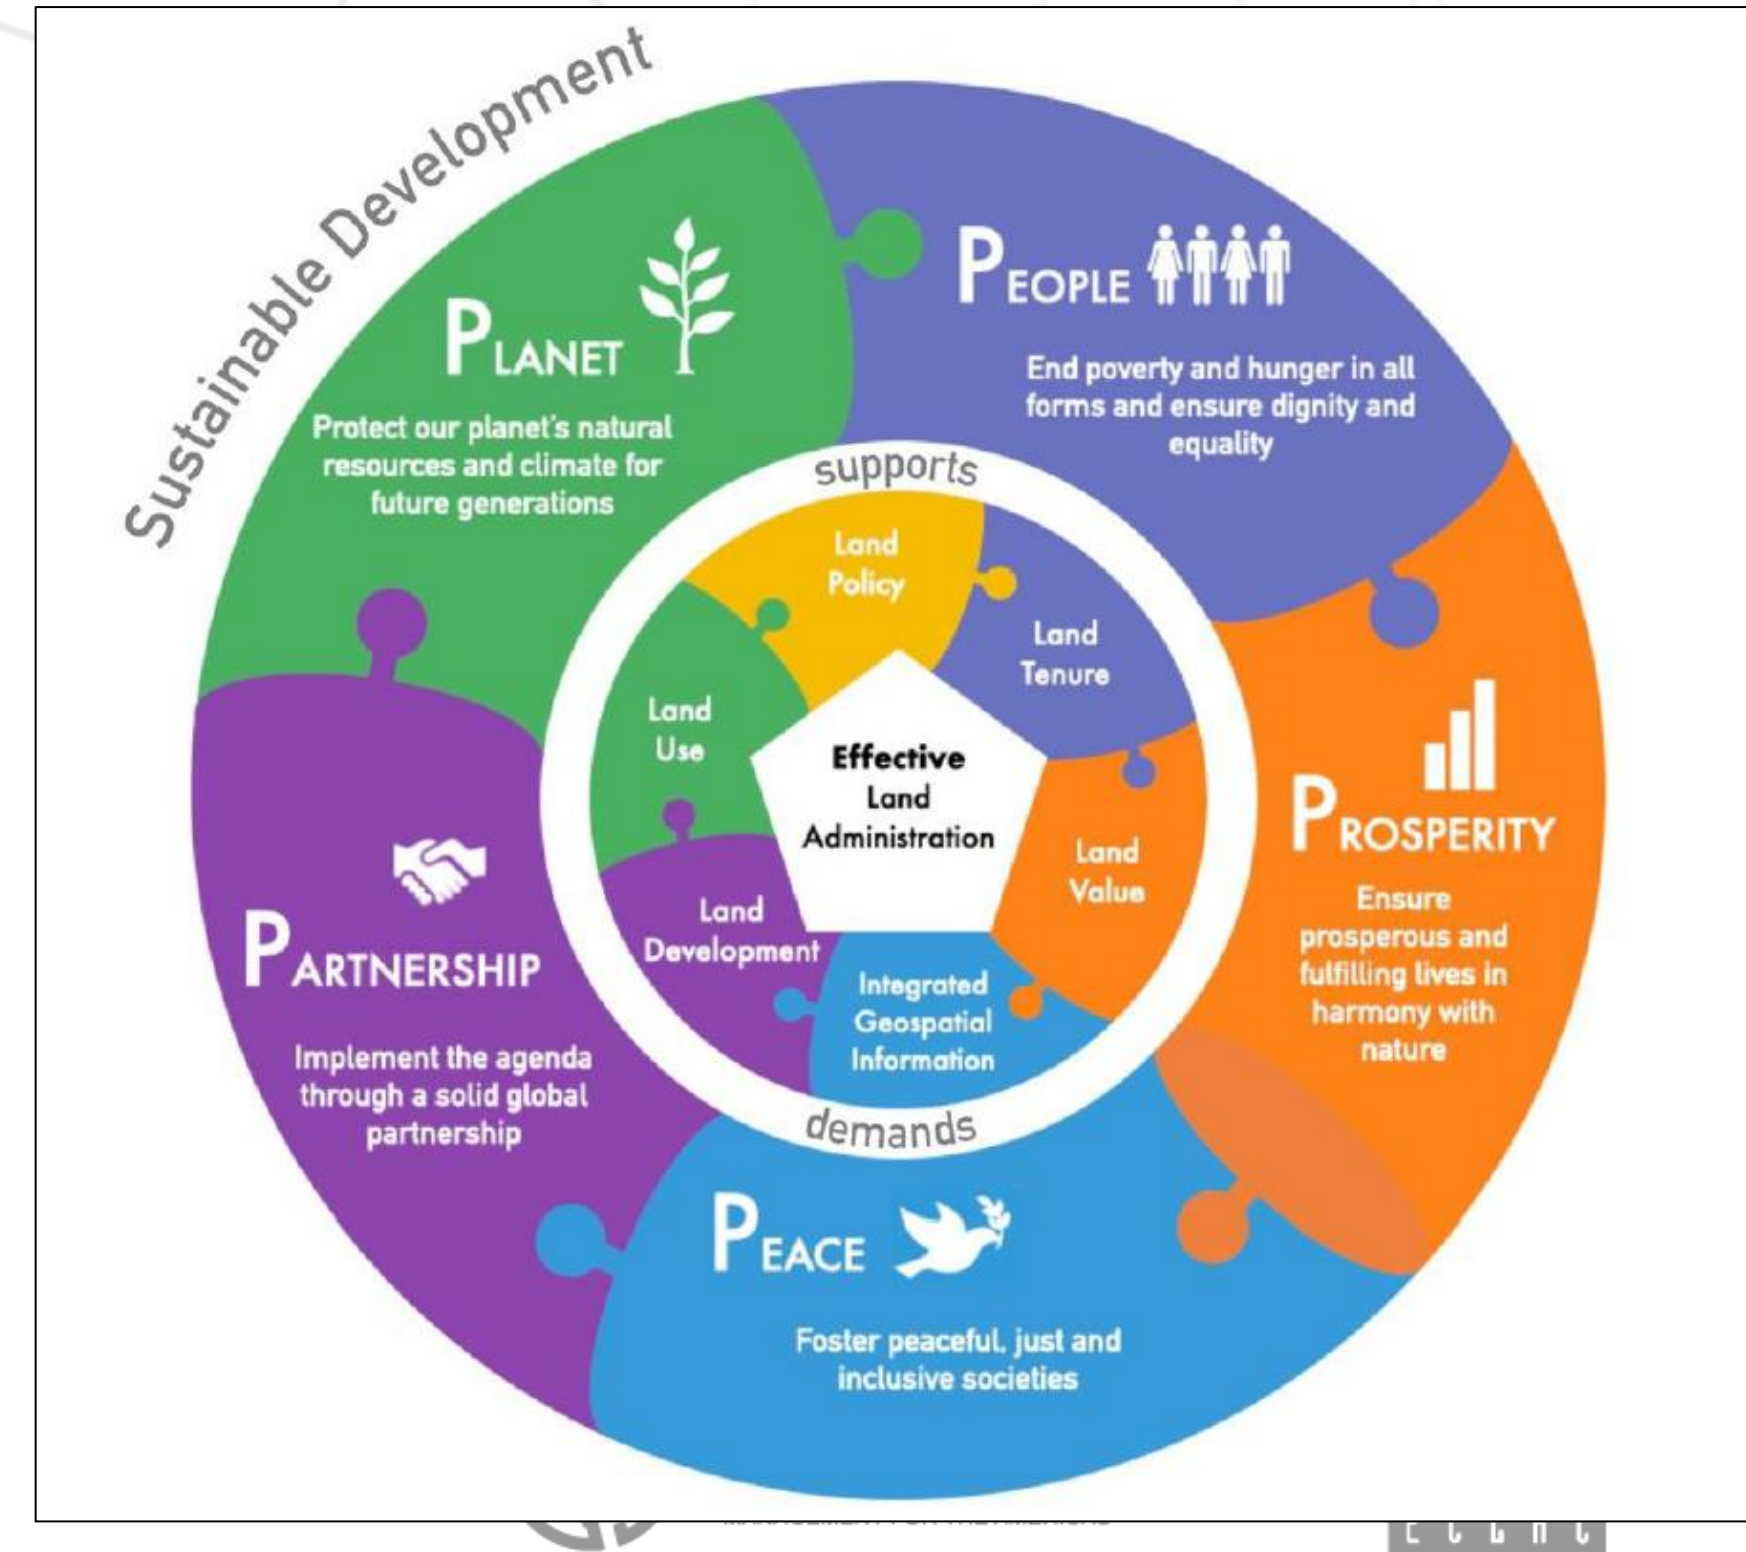 Sustainable Development
PLANET
Protect our planet's natural
resources and climate for
future generations
PEOPLE
End poverty and hunger in all
forms and ensure dignity and
equality
PROSPERITY
Ensure
prosperous and
fulfilling lives in
harmony with
nature
PEACE
Foster peaceful, just and
inclusive societies
PARTNERSHIP
Implement the agenda
through a solid global
partnership
supports
Land
Policy
Land
Tenure
Land
Value
Integrated
Geospatial
Information
Land
Development
Land
Use
Effective
Land
Administration
demands